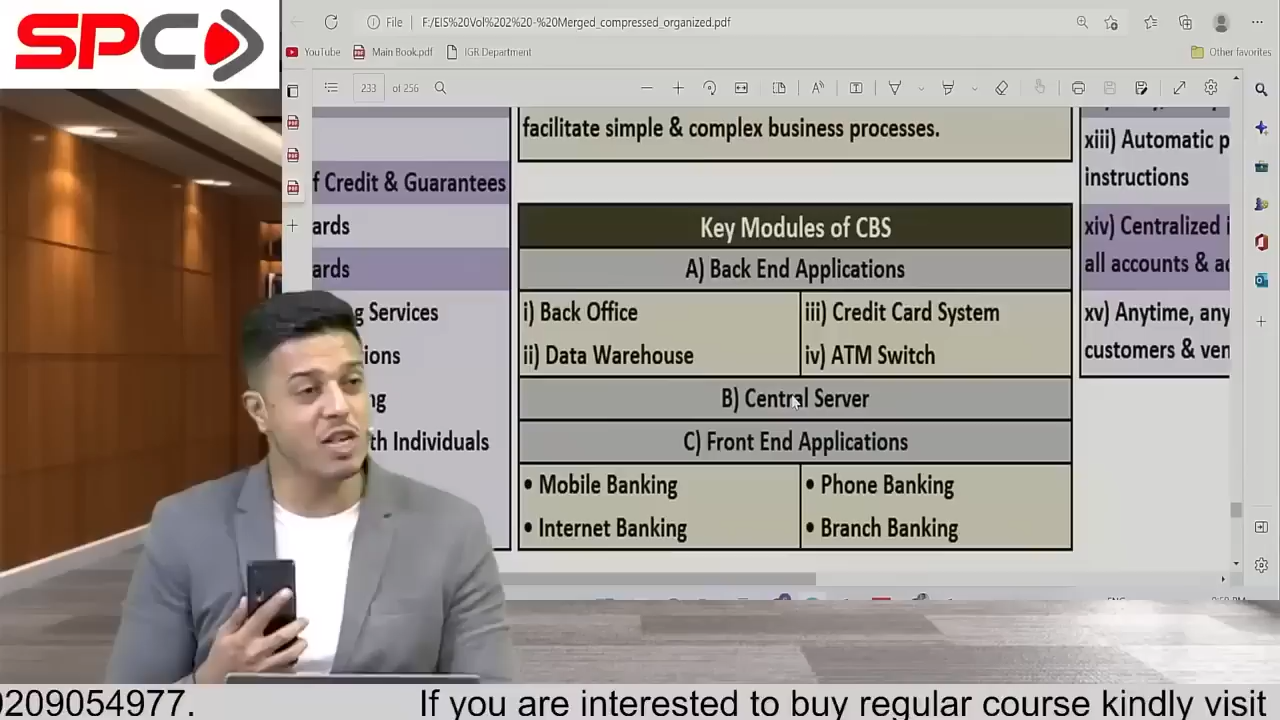 SPC
File
F:/EIS%20Vol%202%20-%20Merged_compressed_organized.pdf
YouTube
Main Book.pdf
IGR Department
Other favorites
233
of 256
facilitate simple & complex business processes.
f Credit & Guarantees
ards
ards
g Services
ions
ng
th Individuals
Key Modules of CBS
A) Back End Applications
i) Back Office
iii) Credit Card System
ii) Data Warehouse
iv) ATM Switch
B) Central Server
C) Front End Applications
• Mobile Banking
• Phone Banking
• Internet Banking
• Branch Banking
xiii) Automatic p
instructions
xiv) Centralized i
all accounts & ac
xv) Anytime, any
customers & ven
0209054977.
If you are interested to buy regular course kindly visit